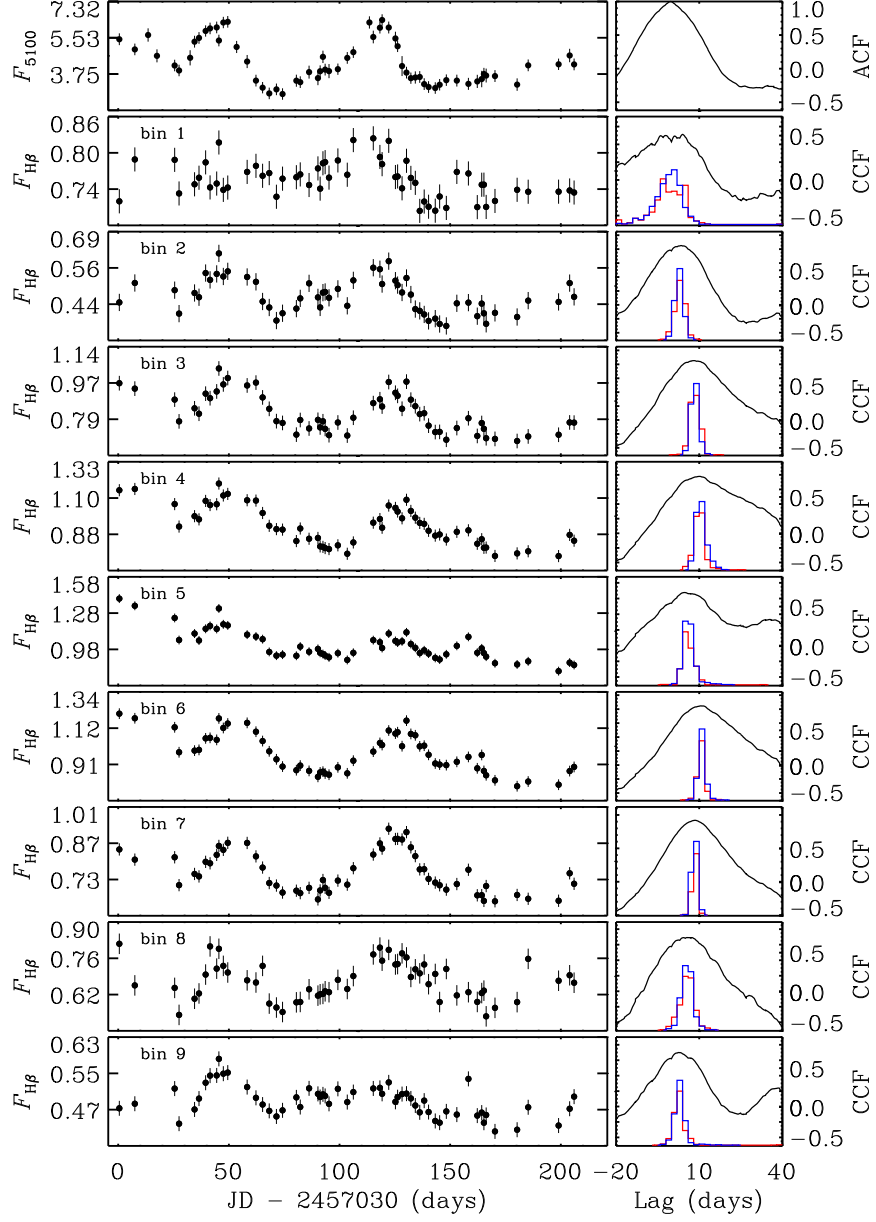 7.32
5.53
3.75
F5100
1.0
0.5
0.0
−0.5
ACF
bin 1
0.86
0.80
0.74
FHβ
0.5
0.0
−0.5
CCF
bin 2
0.69
0.56
0.44
FHβ
0.5
0.0
−0.5
CCF
bin 3
1.14
0.97
0.79
FHβ
0.5
0.0
−0.5
CCF
bin 4
1.33
1.10
0.88
FHβ
0.5
0.0
−0.5
CCF
bin 5
1.58
1.28
0.98
FHβ
0.5
0.0
−0.5
CCF
bin 6
1.34
1.12
0.91
FHβ
0.5
0.0
−0.5
CCF
bin 7
1.01
0.87
0.73
FHβ
0.5
0.0
−0.5
CCF
bin 8
0.90
0.76
0.62
FHβ
0.5
0.0
−0.5
CCF
bin 9
0.63
0.55
0.47
FHβ
0.5
0.0
−0.5
CCF
0 50 100 150 200 −20 10 40
JD − 2457030 (days) Lag (days)